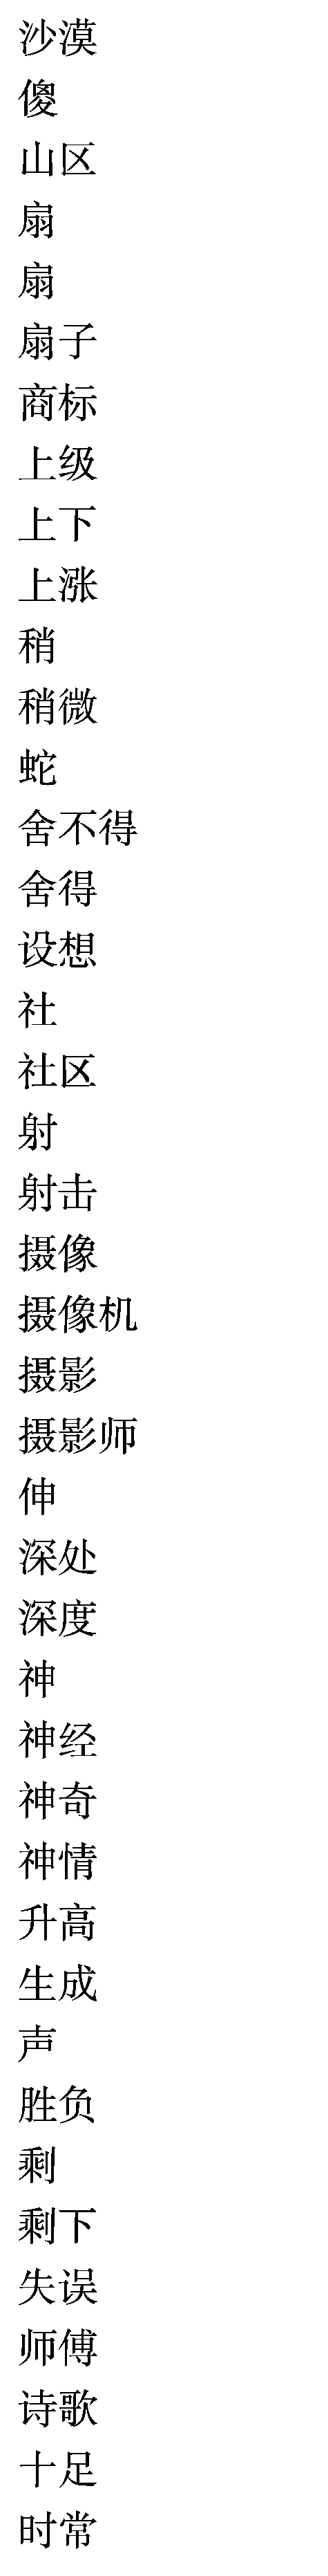 沙漠
傻
山区
扇
扇
扇子
商标
上级
上下
上涨
稍
稍微
蛇
舍不得
舍得
设想
社
社区
射
射击
摄像
摄像机
摄影
摄影师
伸
深处
深度
神
神经
神奇
神情
升高
生成
声
胜负
剩
剩下
失误
师傅
诗歌
十足
时常